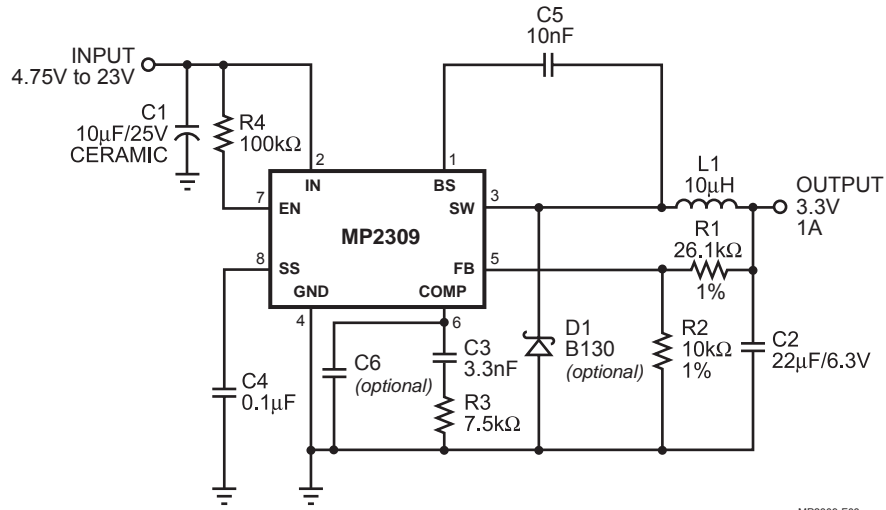 C5
10nF
INPUT
4.75V to 23V
C1
10µF/25V
CERAMIC
R4
100kΩ
2
1
IN
BS
L1
10µH
OUTPUT
3.3V
1A
7
EN
SW
3
MP2309
R1
26.1kΩ
1%
8
SS
FB
5
GND
COMP
4
6
C4
0.1µF
C6
(optional)
C3
3.3nF
R3
7.5kΩ
D1
B130
(optional)
R2
10kΩ
1%
C2
22µF/6.3V